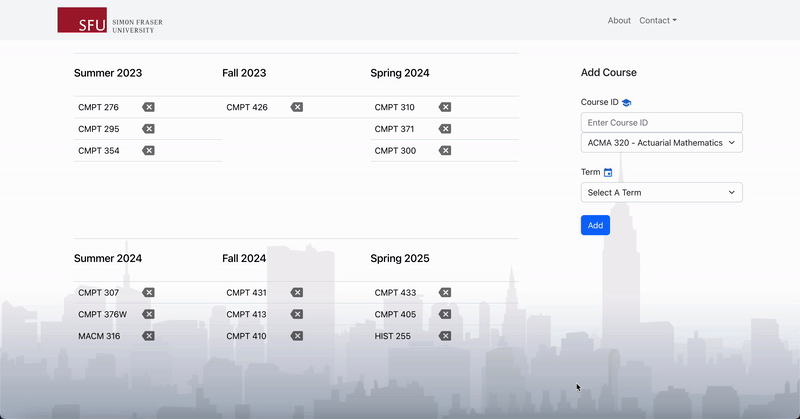 SFU SIMON FRASER
UNIVERSITY
About Contact
Summer 2023 Fall 2023 Spring 2024
CMPT 276 CMPT 426 CMPT 310
CMPT 295 CMPT 371
CMPT 354 CMPT 300
Summer 2024 Fall 2024 Spring 2025
CMPT 307 CMPT 431 CMPT 433
CMPT 376W CMPT 413 CMPT 405
MACM 316 CMPT 410 HIST 255
Add Course
Course ID
Enter Course ID
ACMA 320 - Actuarial Mathematics
Term
Select A Term
Add